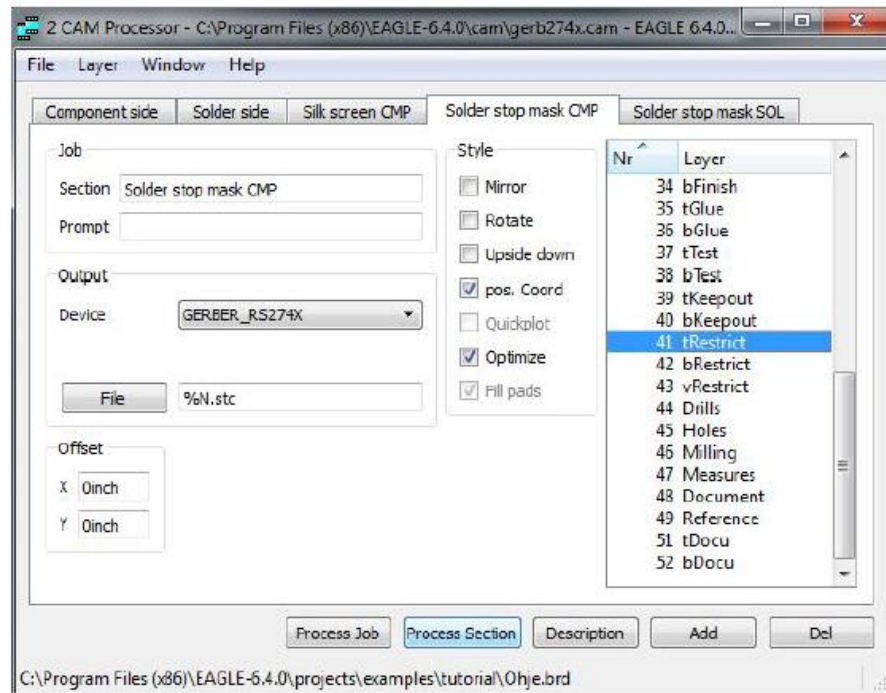 2 CAM Processor - C:\Program Files (x86)\EAGLE-6.4.0\cam\gerb274x.cam - EAGLE 6.4.0...
File Layer Window Help
Component side Solder side Silk screen CMP Solder stop mask CMP Solder stop mask SOL
Job
Section Solder stop mask CMP
Prompt
Output
Device GERBER_RS274X
File %N.stc
Offset
X 0inch
Y 0inch
Style
Mirror
Rotate
Upside down
pos. Coord
Quickplot
Optimize
Fill pads
Nr Layer
34 bFinish
35 tGlue
36 bGlue
37 tTest
38 bTest
39 tKeepout
40 bKeepout
41 tRestrict
42 bRestrict
43 vRestrict
44 Drills
45 Holes
46 Milling
47 Measures
48 Document
49 Reference
51 tDocu
52 bDocu
Process Job Process Section Description Add Del
C:\Program Files (x86)\EAGLE-6.4.0\projects\examples\tutorial\Ohje.brd